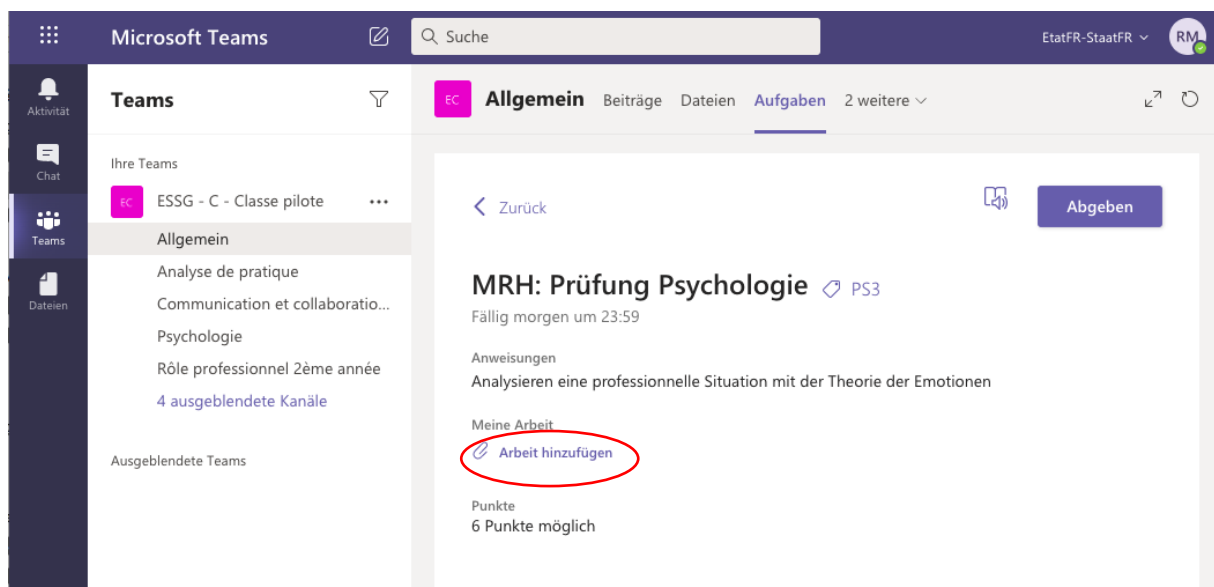 Microsoft Teams
Suche
EtatFR-StaatFR
RM
Aktivität
Chat
Teams
Dateien
Teams
Ihre Teams
EC
ESSG - C - Classe pilote
Allgemein
Analyse de pratique
Communication et collaboratio...
Psychologie
Rôle professionnel 2ème année
4 ausgeblendete Kanäle
Ausgeblendete Teams
EC
Allgemein Beiträge Dateien Aufgaben 2 weitere
Zurück
Abgeben
MRH: Prüfung Psychologie PS3
Fällig morgen um 23:59
Anweisungen
Analysieren eine professionnelle Situation mit der Theorie der Emotionen
Meine Arbeit
Arbeit hinzufügen
Punkte
6 Punkte möglich